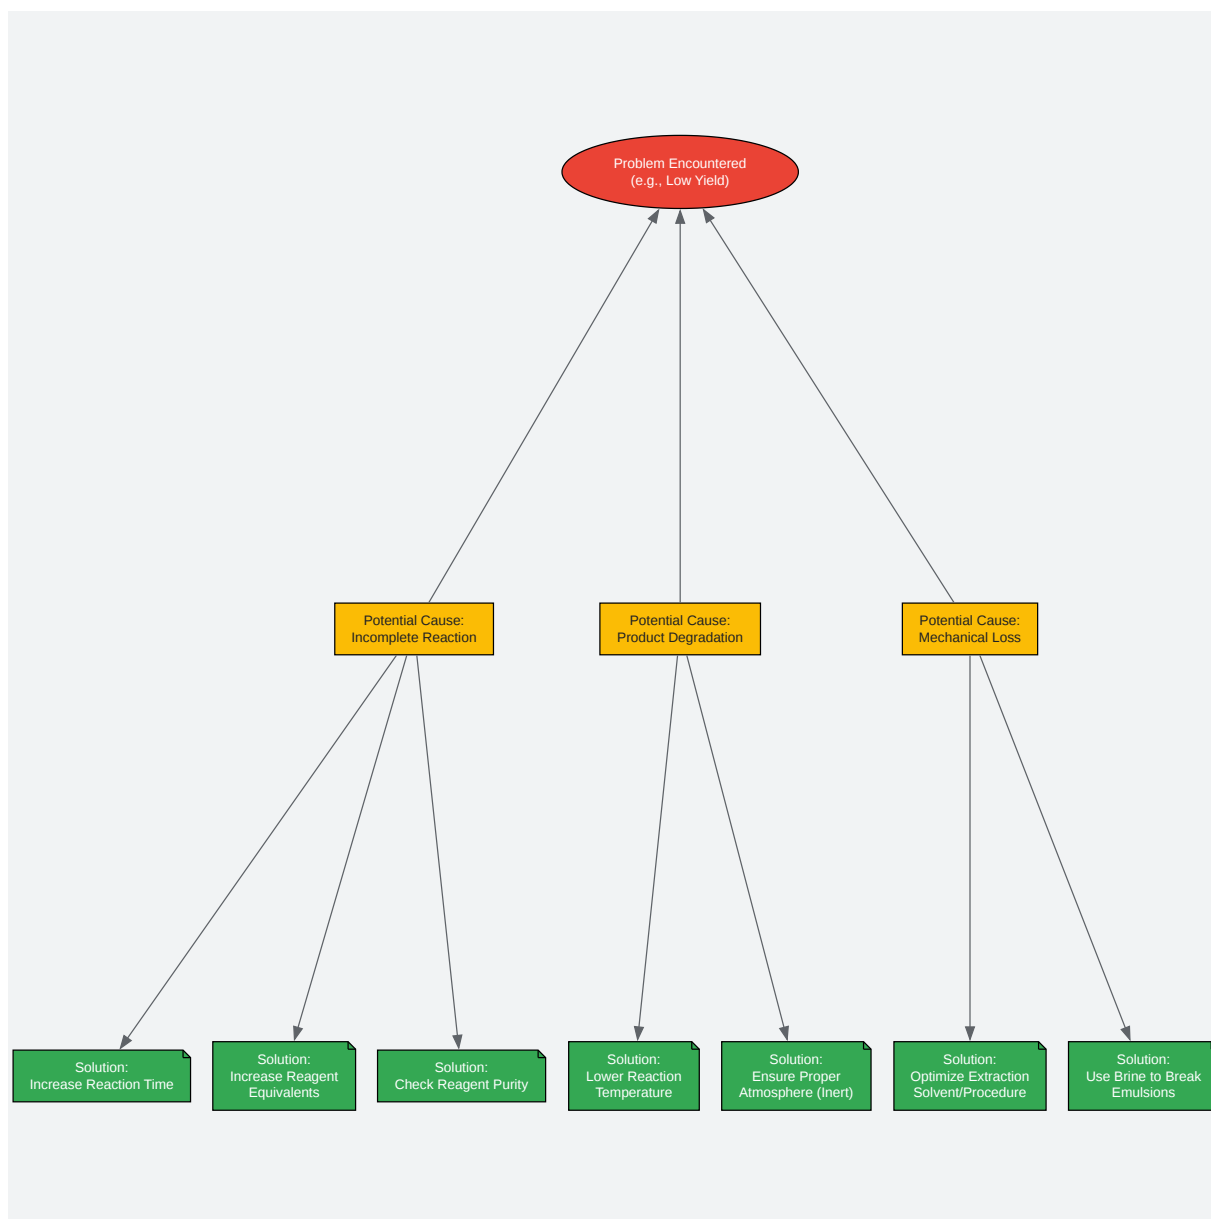 Problem Encountered
(e.g., Low Yield)
Potential Cause:
Incomplete Reaction
Potential Cause:
Product Degradation
Potential Cause:
Mechanical Loss
Solution:
Increase Reaction Time
Solution:
Increase Reagent
Equivalents
Solution:
Check Reagent Purity
Solution:
Lower Reaction
Temperature
Solution:
Ensure Proper
Atmosphere (Inert)
Solution:
Optimize Extraction
Solvent/Procedure
Solution:
Use Brine to Break
Emulsions